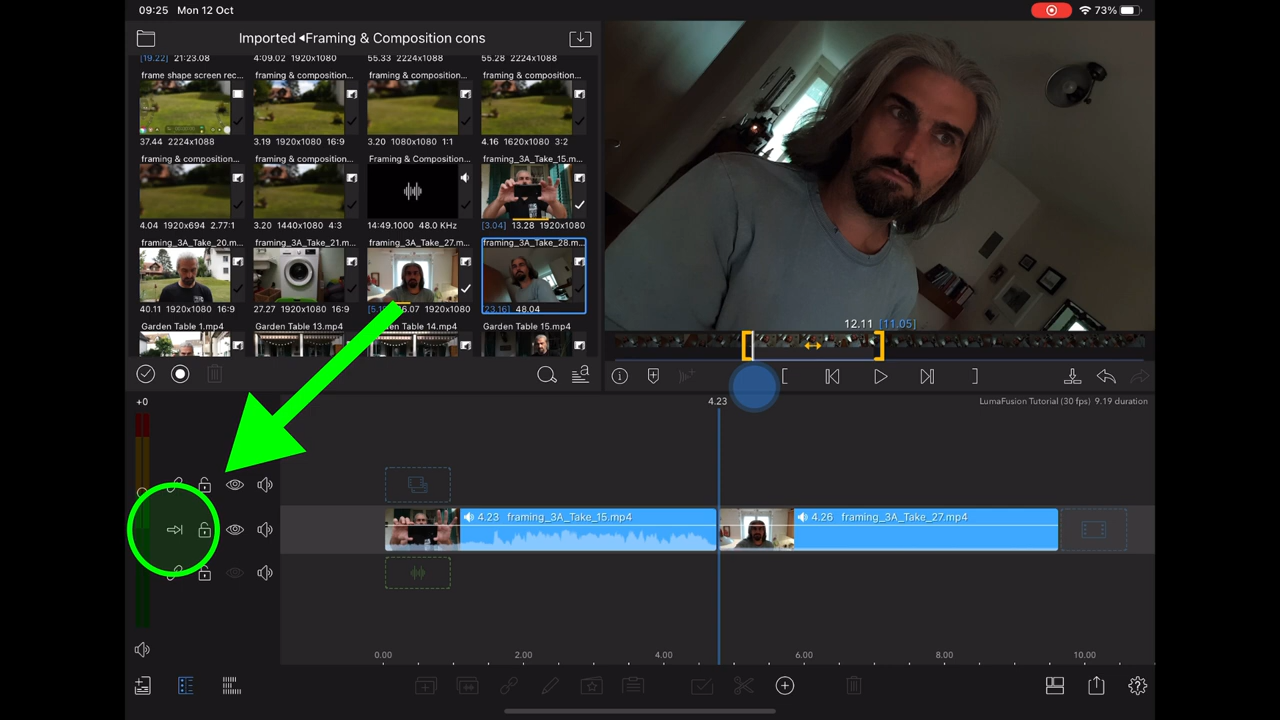 09:25 Mon 12 Oct
73%
Imported ◂Framing & Composition cons
[19.22] 21:23.08
4:09.02 1920x1080
55.33 2224x1088
55.28 2224x1088
frame shape screen rec...
framing & composition...
framing & composition...
framing & composition...
37.44 2224x1088
3.19 1920x1080 16:9
3.20 1080x1080 1:1
4.16 1620x1080 3:2
framing & composition...
framing & composition...
Framing & Composition...
framing_3A_Take_15.m...
4.04 1920x694 2.77:1
3.20 1440x1080 4:3
14:49.1000 48.0 KHz
[3.04] 13.28 1920x1080
framing_3A_Take_20.m...
framing_3A_Take_21.m...
framing_3A_Take_27.m...
framing_3A_Take_28.m...
40.11 1920x1080 16:9
27.27 1920x1080 16:9
1920x1080
[23.16] 48.04
Garden Table 1.mp4
Garden Table 13.mp4
Garden Table 14.mp4
Garden Table 15.mp4
12.11 [11.05]
+0
4.23
LumaFusion Tutorial (30 fps) 9.19 duration
4.23 framing_3A_Take_15.mp4
4.26 framing_3A_Take_27.mp4
0.00
2.00
4.00
6.00
8.00
10.00